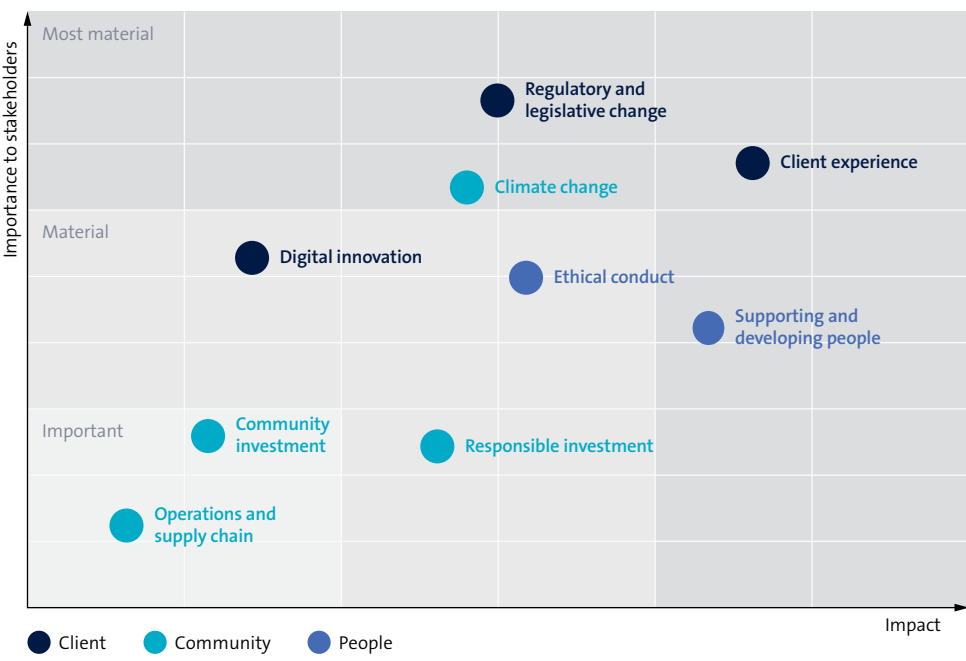 Importance to stakeholders
Most material
Regulatory and
legislative change
Client experience
Climate change
Material
Digital innovation
Ethical conduct
Supporting and
developing people
Important
Community
investment
Responsible investment
Operations and
supply chain
Impact
Client
Community
People